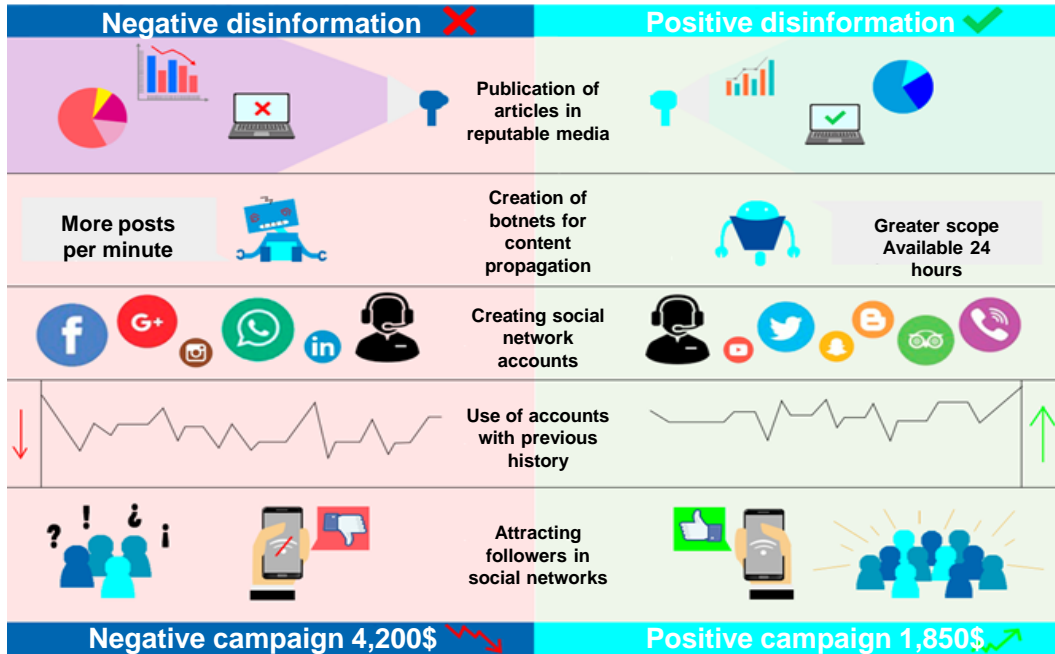 Negative disinformation
Positive disinformation
Publication of
articles in
reputable media
More posts
per minute
Creation of
botnets for
content
propagation
Greater scope
Available 24
hours
f
G+
in
Creating social
network
accounts
Use of accounts
with previous
history
? ! ¿ ¡
Attracting
followers in
social networks
Negative campaign 4,200$
Positive campaign 1,850$